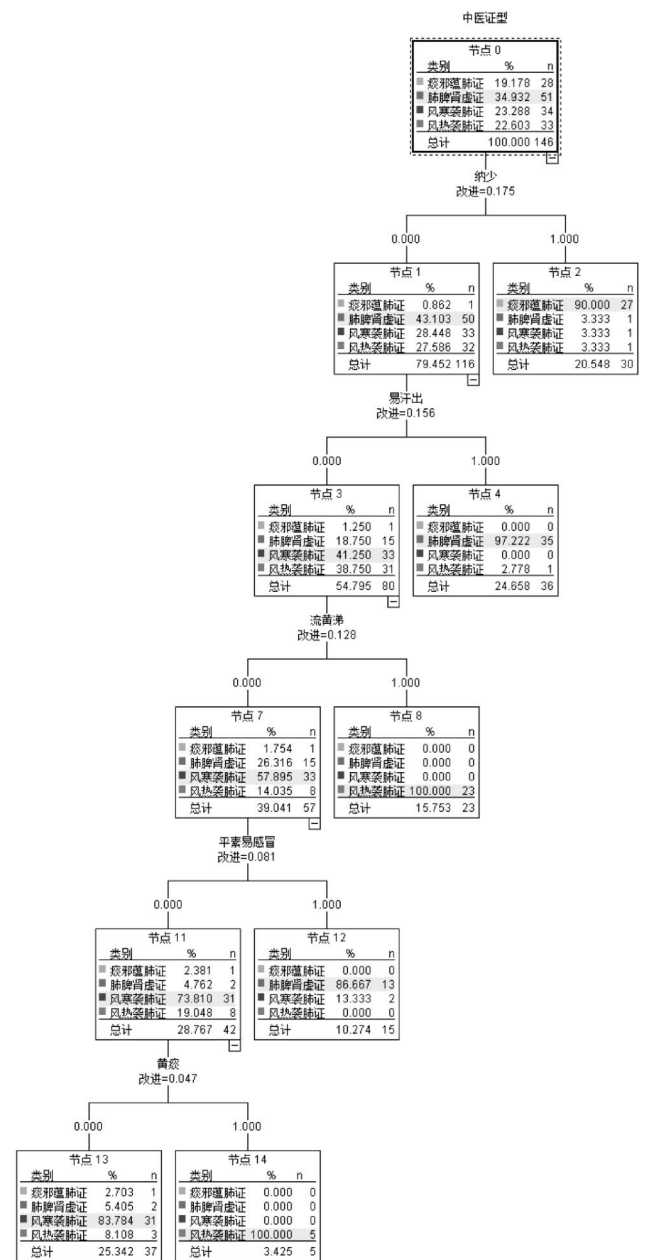 中医证型
节点 0
类别 % n
痰邪蕴肺证 19.178 28
肺脾肾虚证 34.932 51
风寒袭肺证 23.288 34
风热袭肺证 22.603 33
总计 100.000 146
纳少
改进=0.175
0.000 1.000
节点 1
类别 % n
痰邪蕴肺证 0.862 1
肺脾肾虚证 43.103 50
风寒袭肺证 28.448 33
风热袭肺证 27.586 32
总计 79.452 116
节点 2
类别 % n
痰邪蕴肺证 90.000 27
肺脾肾虚证 3.333 1
风寒袭肺证 3.333 1
风热袭肺证 3.333 1
总计 20.548 30
易汗出
改进=0.156
0.000 1.000
节点 3
类别 % n
痰邪蕴肺证 1.250 1
肺脾肾虚证 18.750 15
风寒袭肺证 41.250 33
风热袭肺证 38.750 31
总计 54.795 80
节点 4
类别 % n
痰邪蕴肺证 0.000 0
肺脾肾虚证 97.222 35
风寒袭肺证 0.000 0
风热袭肺证 2.778 1
总计 24.658 36
流黄涕
改进=0.128
0.000 1.000
节点 7
类别 % n
痰邪蕴肺证 1.754 1
肺脾肾虚证 26.316 15
风寒袭肺证 57.895 33
风热袭肺证 14.035 8
总计 39.041 57
节点 8
类别 % n
痰邪蕴肺证 0.000 0
肺脾肾虚证 0.000 0
风寒袭肺证 0.000 0
风热袭肺证 100.000 23
总计 15.753 23
平素易感冒
改进=0.081
0.000 1.000
节点 11
类别 % n
痰邪蕴肺证 2.381 1
肺脾肾虚证 4.762 2
风寒袭肺证 73.810 31
风热袭肺证 19.048 8
总计 28.767 42
节点 12
类别 % n
痰邪蕴肺证 0.000 0
肺脾肾虚证 86.667 13
风寒袭肺证 13.333 2
风热袭肺证 0.000 0
总计 10.274 15
黄痰
改进=0.047
0.000 1.000
节点 13
类别 % n
痰邪蕴肺证 2.703 1
肺脾肾虚证 5.405 2
风寒袭肺证 83.784 31
风热袭肺证 8.108 3
总计 25.342 37
节点 14
类别 % n
痰邪蕴肺证 0.000 0
肺脾肾虚证 0.000 0
风寒袭肺证 0.000 0
风热袭肺证 100.000 5
总计 3.425 5